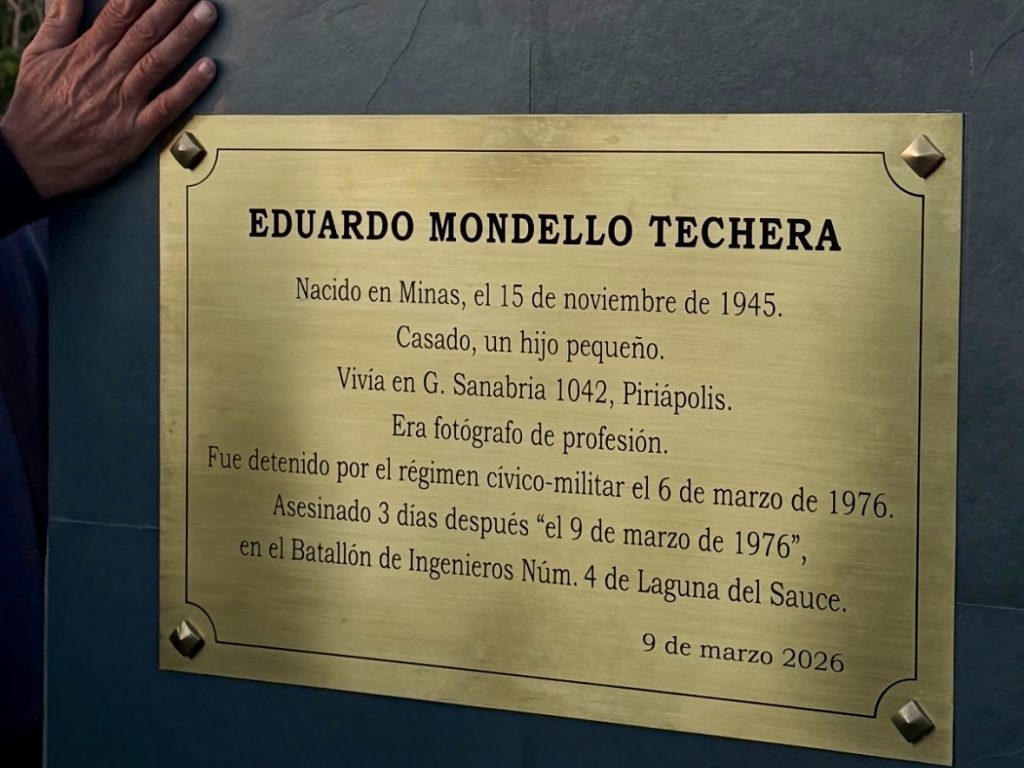 EDUARDO MONDELLO TECHERA
Nacido en Minas, el 15 de noviembre de 1945.
Casado, un hijo pequeño.
Vivía en G. Sanabria 1042, Piriápolis.
Era fotógrafo de profesión.
Fue detenido por el régimen cívico-militar el 6 de marzo de 1976.
Asesinado 3 días después “el 9 de marzo de 1976”,
en el Batallón de Ingenieros Núm. 4 de Laguna del Sauce.
9 de marzo 2026